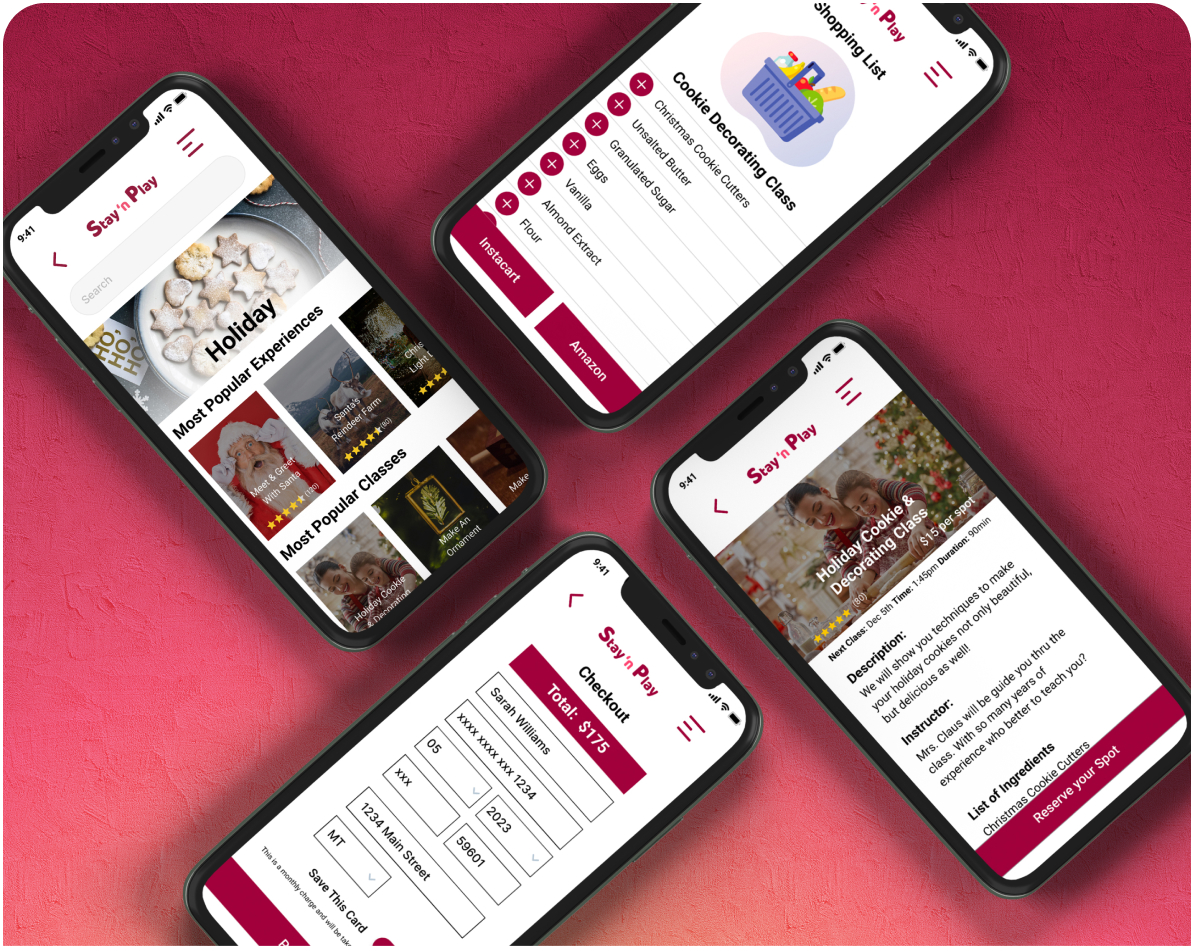 9:41
Stay 'n Play
Search
HO,
HO,
HO
Holiday
Most Popular Experiences
Meet & Greet
With Santa
(120)
Santa's
Reindeer Farm
(80)
Chris
Light
Most Popular Classes
Holiday Cookie
& Decorating
Make An
Ornament
Make
Stay 'n Play
Shopping List
Cookie Decorating Class
Christmas Cookie Cutters
Unsalted Butter
Granulated Sugar
Eggs
Vanilla
Almond Extract
Flour
Instacart
Amazon
9:41
Stay 'n Play
Checkout
Total: $175
Sarah Williams
xxxx xxxx xxx 1234
05
2023
xxx
59601
1234 Main Street
MT
Save This Card
This is a monthly charge and will be
9:41
Stay 'n Play
Holiday Cookie &
Decorating Class
$15 per spot
(80)
Next Class: Dec 5th Time: 1:45pm Duration: 90min
Description:
We will show you techniques to make
your holiday cookies not only beautiful,
but delicious as well!
Instructor:
Mrs. Claus will be guide you thru the
class. With so many years of
experience who better to teach you?
List of Ingredients
Christmas Cookie Cutters
Reserve your Spot